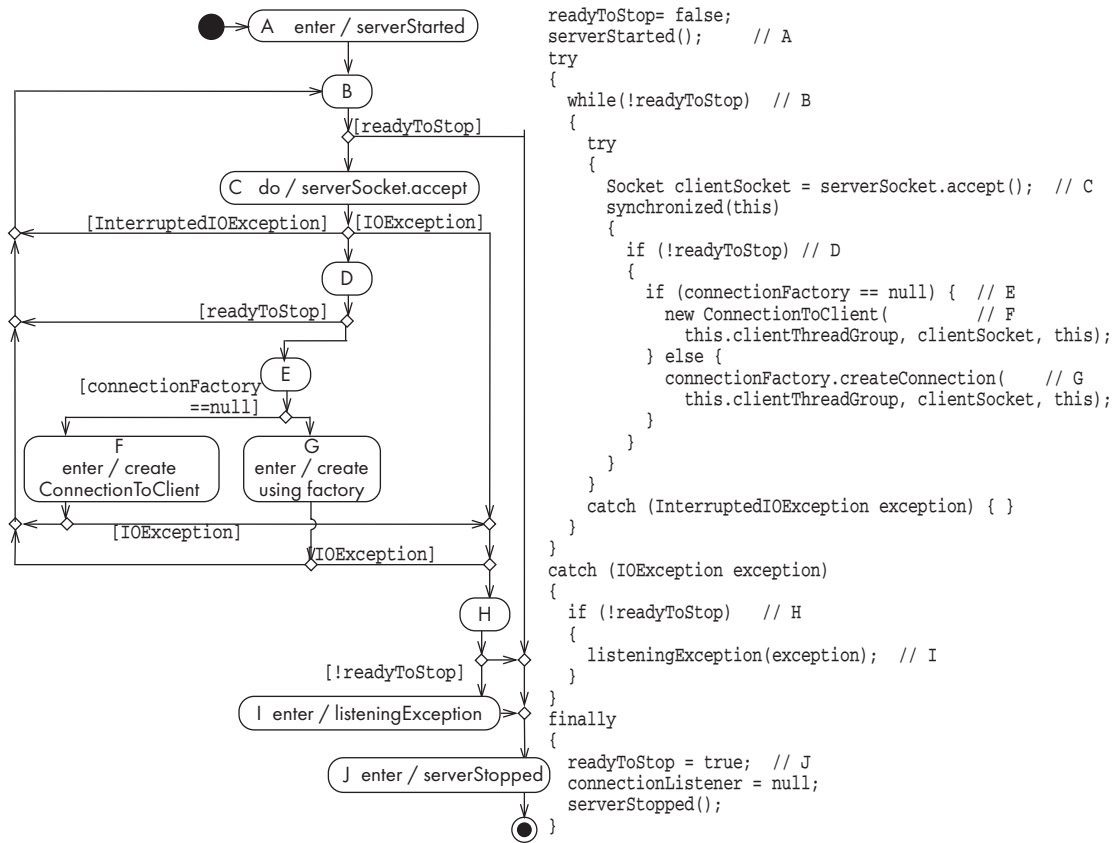 A enter / serverStarted
B
[readyToStop]
C do / serverSocket.accept
[InterruptedIOException]
[IOException]
D
[readyToStop]
E
[connectionFactory
==null]
F
enter / create
ConnectionToClient
G
enter / create
using factory
[IOException]
[IOException]
H
[!readyToStop]
I enter / listeningException
J enter / serverStopped
readyToStop= false;
serverStarted(); // A
try
{
while(!readyToStop) // B
{
try
{
Socket clientSocket = serverSocket.accept(); // C
synchronized(this)
{
if (!readyToStop) // D
{
if (connectionFactory == null) { // E
new ConnectionToClient( // F
this.clientThreadGroup, clientSocket, this);
} else {
connectionFactory.createConnection( // G
this.clientThreadGroup, clientSocket, this);
}
}
}
}
catch (InterruptedIOException exception) { }
}
}
catch (IOException exception)
{
if (!readyToStop) // H
{
listeningException(exception); // I
}
}
finally
{
readyToStop = true; // J
connectionListener = null;
serverStopped();
}